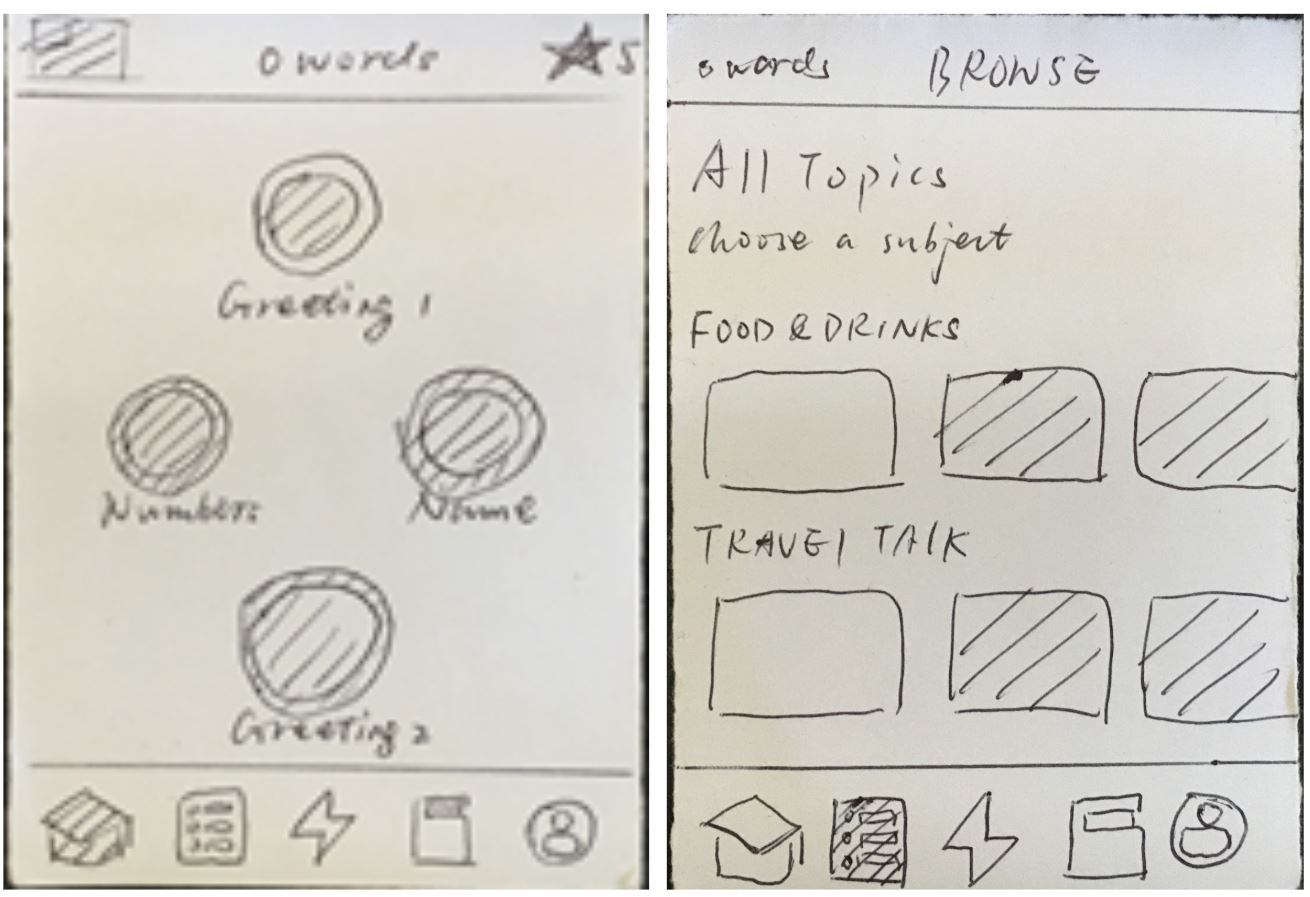 0 words ★ 5
Greeting 1
Numbers Name
Greeting 2
0 words BROWSE
All Topics
choose a subject
FOOD & DRINKS
TRAVEL TALK